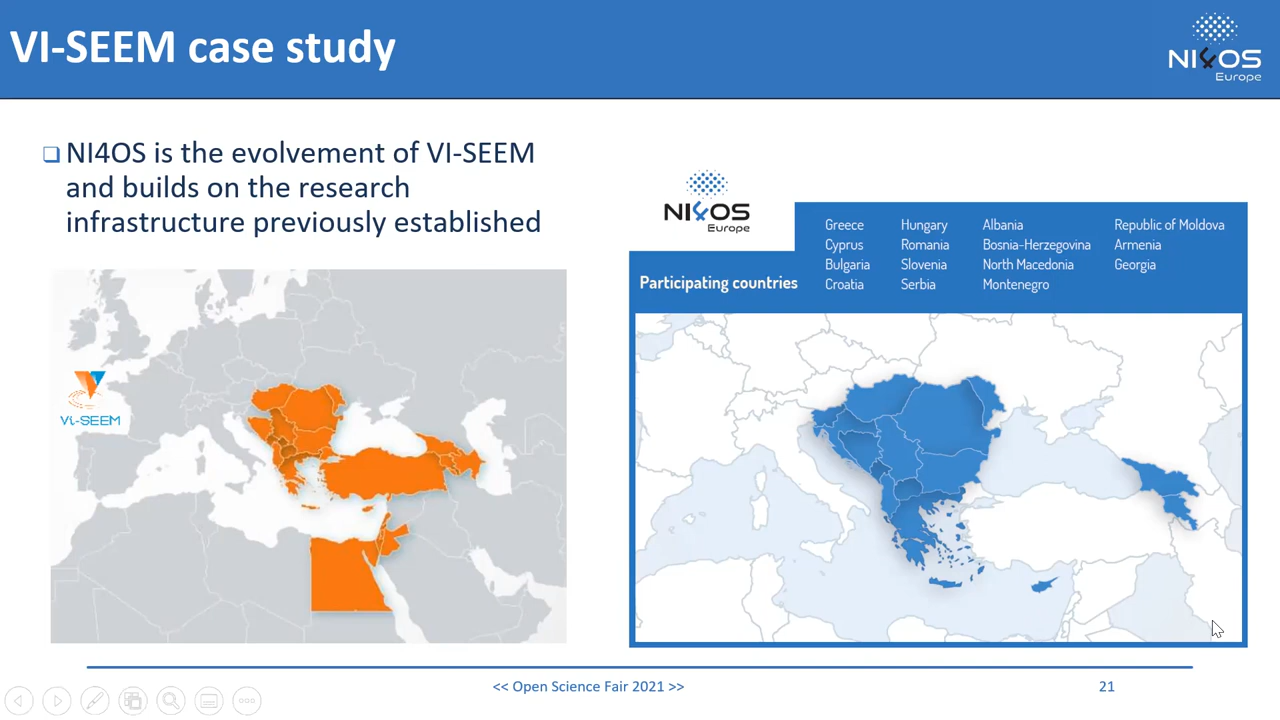 VI-SEEM case study
NI4OS
Europe
NI4OS is the evolvement of VI-SEEM
and builds on the research
infrastructure previously established
Vi-SEEM
NI4OS
Europe
Participating countries
Greece Hungary Albania Republic of Moldova
Cyprus Romania Bosnia-Herzegovina Armenia
Bulgaria Slovenia North Macedonia Georgia
Croatia Serbia Montenegro
<< Open Science Fair 2021 >>
21